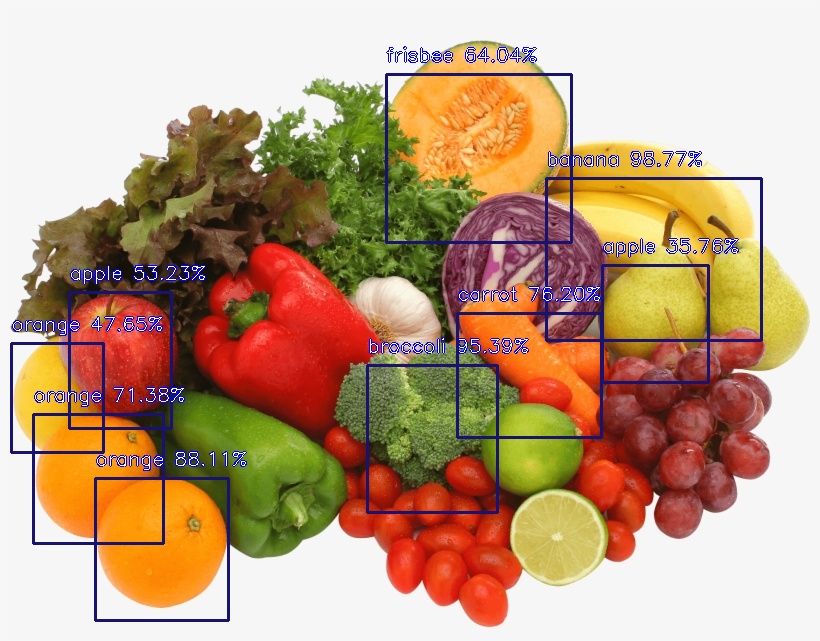 frisbee 64.04%
banana 98.77%
apple 35.76%
apple 53.23%
carrot 76.20%
orange 47.65%
broccoli 95.39%
orange 71.38%
orange 88.11%